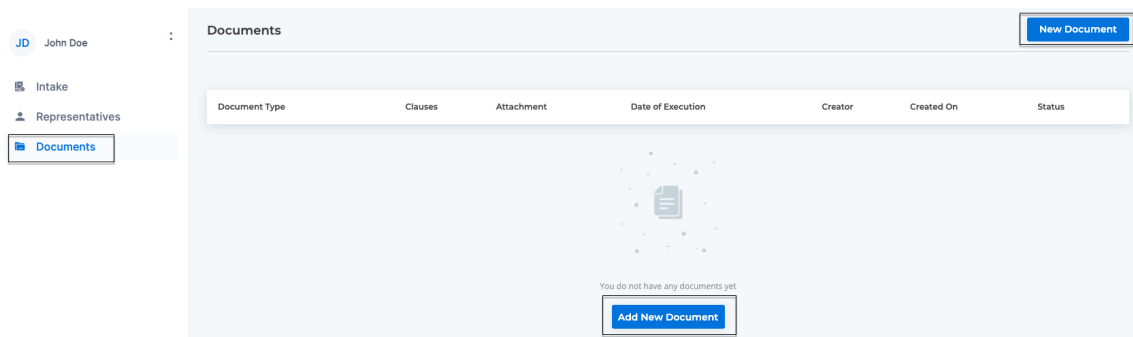 JD John Doe
Intake
Representatives
Documents
Documents
New Document
Document Type Clauses Attachment Date of Execution Creator Created On Status
You do not have any documents yet
Add New Document